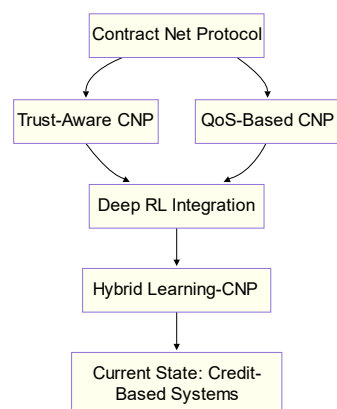 Contract Net Protocol
Trust-Aware CNP
QoS-Based CNP
Deep RL Integration
Hybrid Learning-CNP
Current State: Credit-
Based Systems